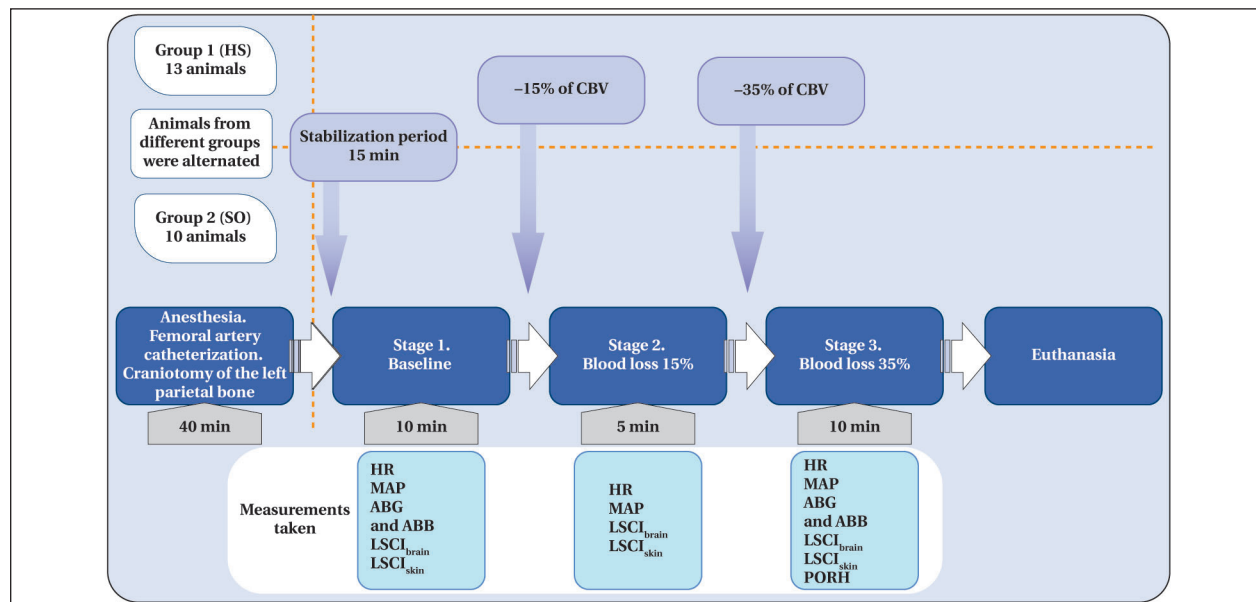 Group 1 (HS)
13 animals
Animals from
different groups
were alternated
Group 2 (SO)
10 animals
Stabilization period
15 min
–15% of CBV
–35% of CBV
Anesthesia.
Femoral artery
catheterization.
Craniotomy of the left
parietal bone
Stage 1.
Baseline
Stage 2.
Blood loss 15%
Stage 3.
Blood loss 35%
Euthanasia
40 min
10 min
5 min
10 min
Measurements
taken
HR
MAP
ABG
and ABB
LSCIbrain
LSCIskin
HR
MAP
LSCIbrain
LSCIskin
HR
MAP
ABG
and ABB
LSCIbrain
LSCIskin
PORH